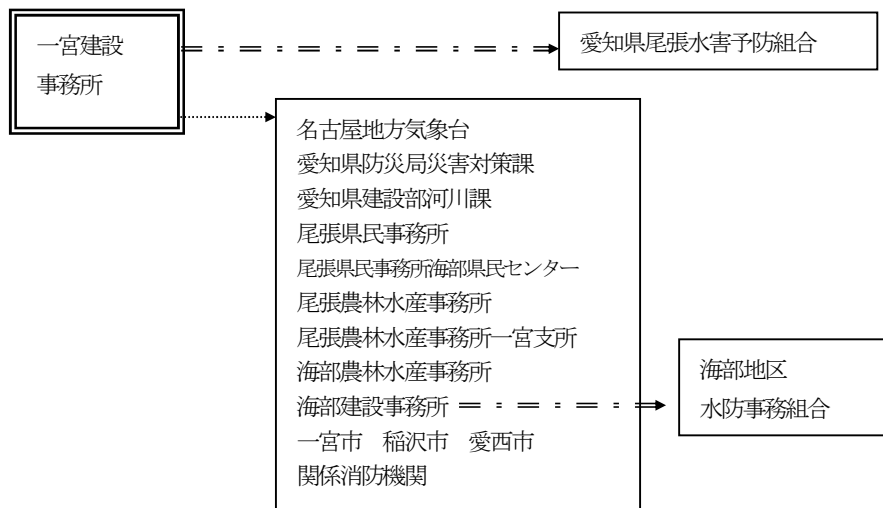 一宮建設
事務所
愛知県尾張水害予防組合
名古屋地方気象台
愛知県防災局災害対策課
愛知県建設部河川課
尾張県民事務所
尾張県民事務所海部県民センター
尾張農林水産事務所
尾張農林水産事務所一宮支所
海部農林水産事務所
海部建設事務所
一宮市　稲沢市　愛西市
関係消防機関
海部地区
水防事務組合